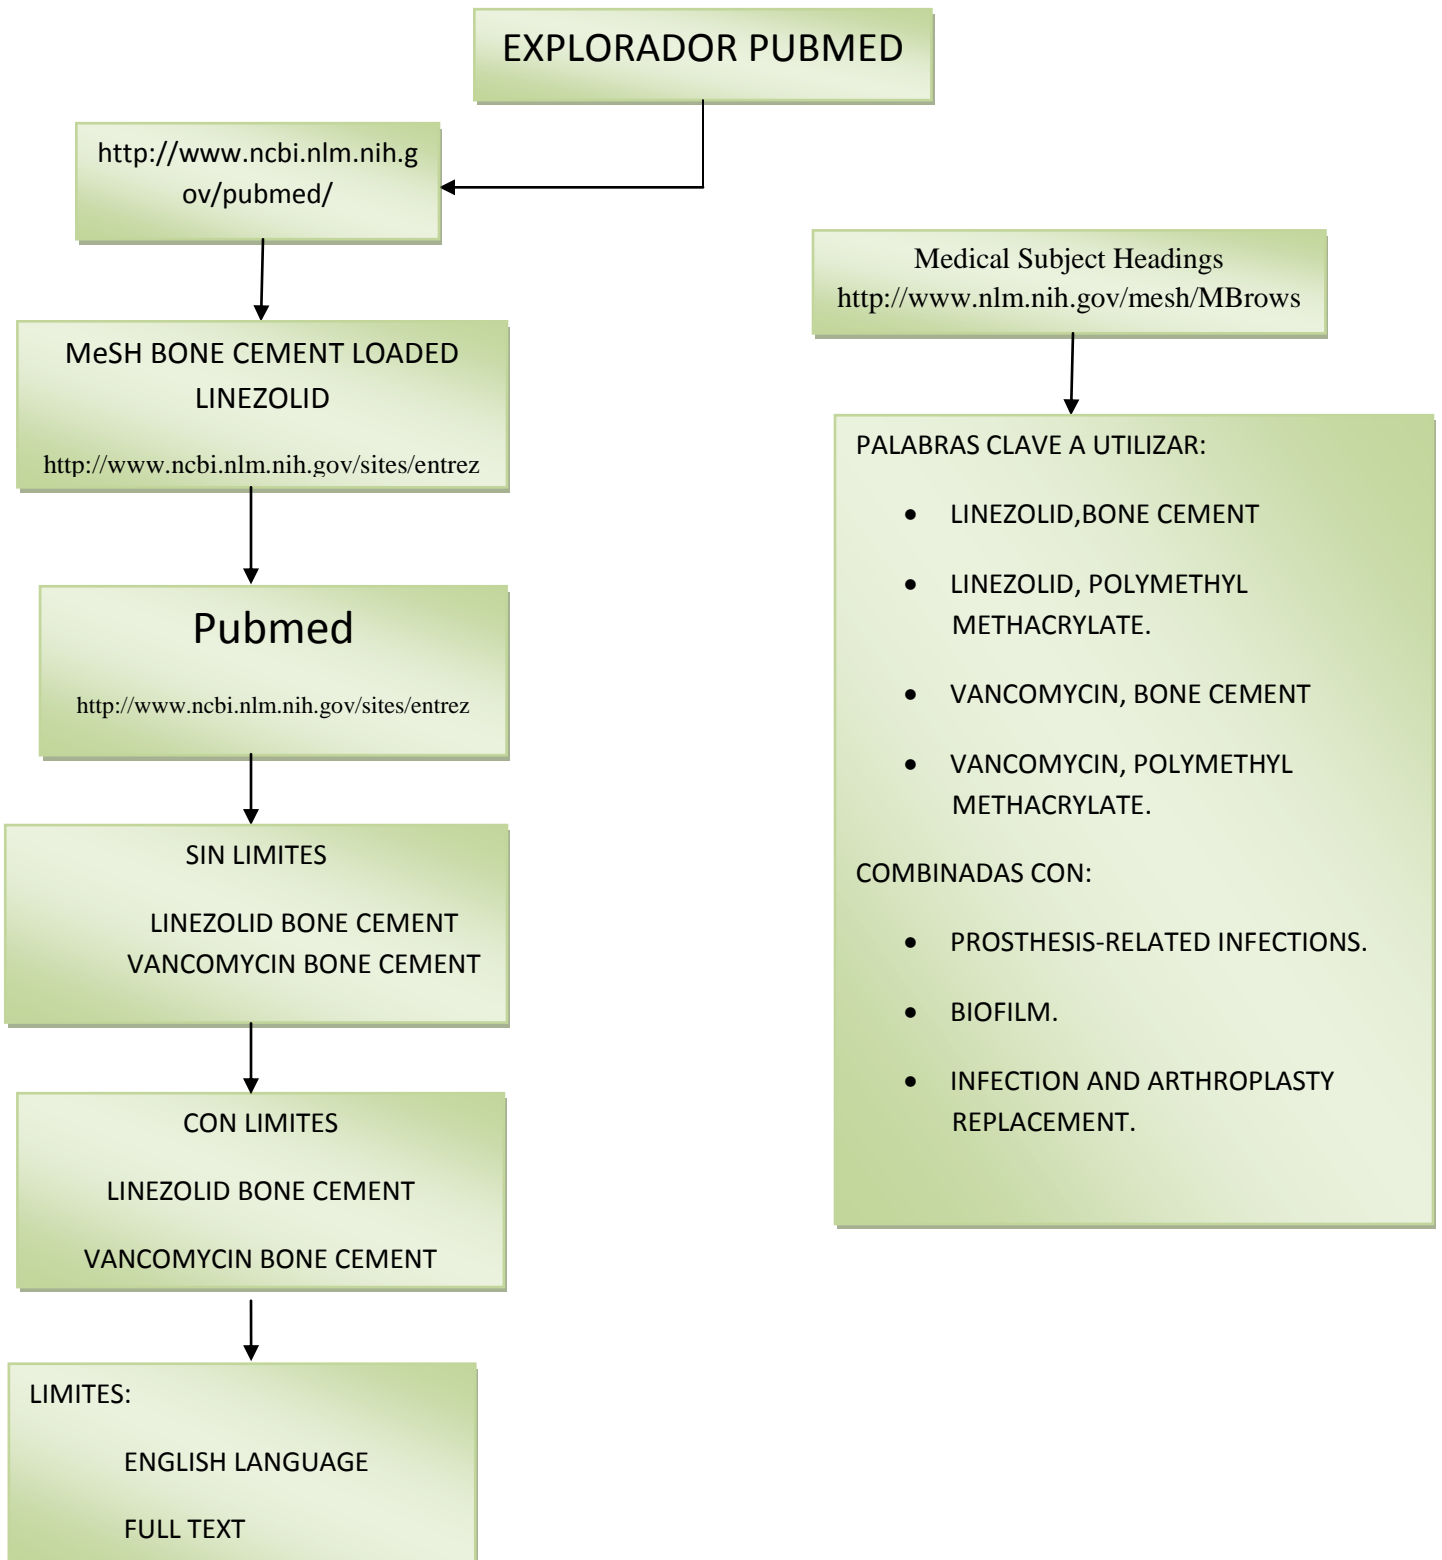 EXPLORADOR PUBMED
http://www.ncbi.nlm.nih.g
ov/pubmed/
MeSH BONE CEMENT LOADED
LINEZOLID
http://www.ncbi.nlm.nih.gov/sites/entrez
Pubmed
http://www.ncbi.nlm.nih.gov/sites/entrez
SIN LIMITES
LINEZOLID BONE CEMENT
VANCOMYCIN BONE CEMENT
CON LIMITES
LINEZOLID BONE CEMENT
VANCOMYCIN BONE CEMENT
LIMITES:
ENGLISH LANGUAGE
FULL TEXT
Medical Subject Headings
http://www.nlm.nih.gov/mesh/MBrows
PALABRAS CLAVE A UTILIZAR:
• LINEZOLID,BONE CEMENT
• LINEZOLID, POLYMETHYL
METHACRYLATE.
• VANCOMYCIN, BONE CEMENT
• VANCOMYCIN, POLYMETHYL
METHACRYLATE.
COMBINADAS CON:
• PROSTHESIS-RELATED INFECTIONS.
• BIOFILM.
• INFECTION AND ARTHROPLASTY
REPLACEMENT.